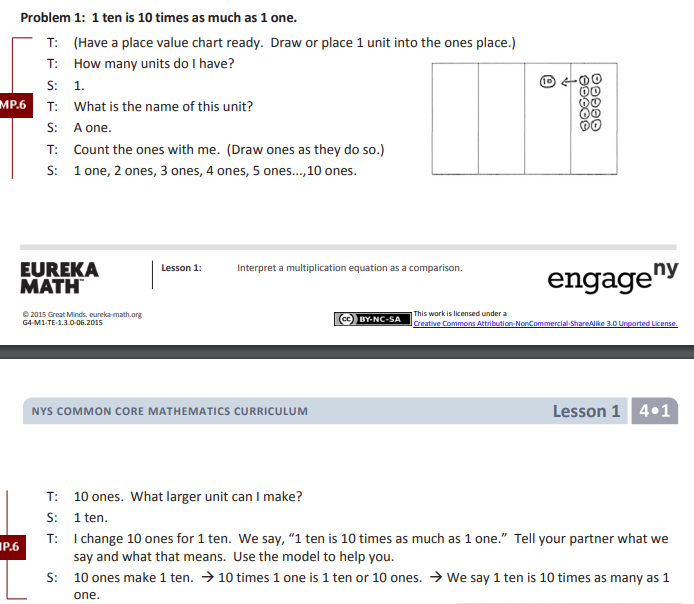 Problem 1: 1 ten is 10 times as much as 1 one.
T: (Have a place value chart ready. Draw or place 1 unit into the ones place.)
T: How many units do I have?
S: 1.
MP.6
T: What is the name of this unit?
S: A one.
T: Count the ones with me. (Draw ones as they do so.)
S: 1 one, 2 ones, 3 ones, 4 ones, 5 ones...,10 ones.
10 ← 1 1
1 1
1 1
1 1
1 1
EUREKA
MATH™
Lesson 1: Interpret a multiplication equation as a comparison.
engageny
© 2015 Great Minds. eureka-math.org
G4-M1-TE-1.3.0-06.2015
cc BY-NC-SA
This work is licensed under a
Creative Commons Attribution-NonCommercial-ShareAlike 3.0 Unported License.
NYS COMMON CORE MATHEMATICS CURRICULUM
Lesson 1 4•1
T: 10 ones. What larger unit can I make?
S: 1 ten.
T: I change 10 ones for 1 ten. We say, “1 ten is 10 times as much as 1 one.” Tell your partner what we
MP.6
say and what that means. Use the model to help you.
S: 10 ones make 1 ten. → 10 times 1 one is 1 ten or 10 ones. → We say 1 ten is 10 times as many as 1
one.